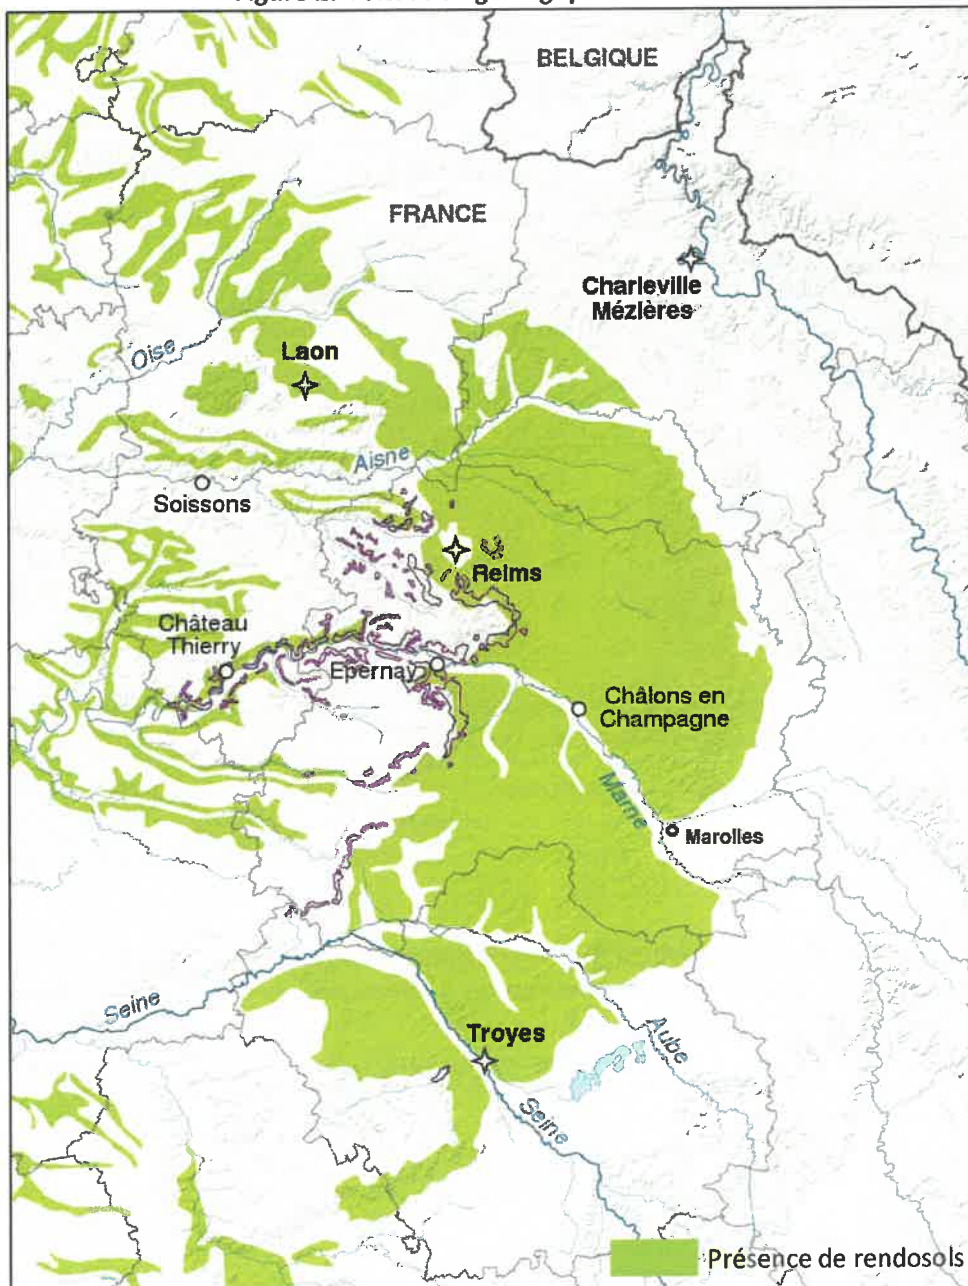 BELGIQUE
FRANCE
Charleville
Mézières
Oise
Laon
Aisne
Soissons
Reims
Château
Thierry
Epernay
Châlons en
Champagne
Marne
Marolles
Seine
Troyes
Aube
Seine
Présence de rendosols